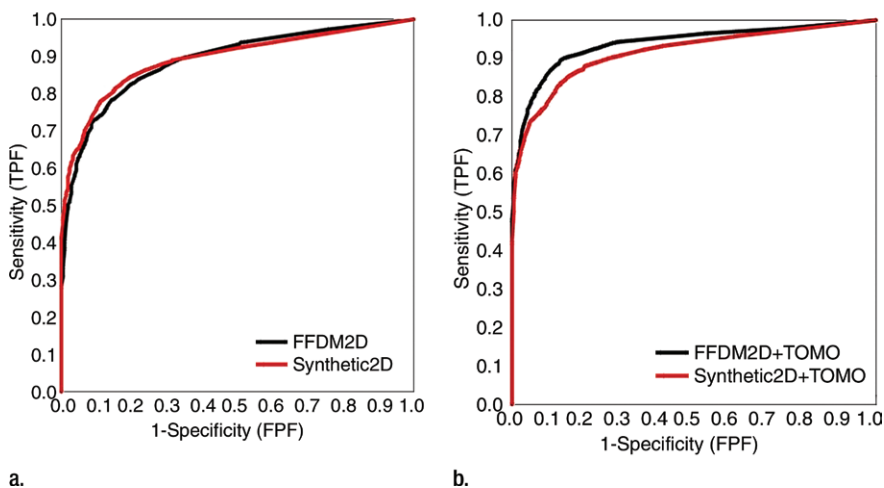 1.0
0.9
0.8
0.7
0.6
0.5
0.4
0.3
0.2
0.1
0.0
Sensitivity (TPF)
FFDM2D
Synthetic2D
0.0 0.1 0.2 0.3 0.4 0.5 0.6 0.7 0.8 0.9 1.0
1-Specificity (FPF)
a.
1.0
0.9
0.8
0.7
0.6
0.5
0.4
0.3
0.2
0.1
0.0
Sensitivity (TPF)
FFDM2D+TOMO
Synthetic2D+TOMO
0.0 0.1 0.2 0.3 0.4 0.5 0.6 0.7 0.8 0.9 1.0
1-Specificity (FPF)
b.